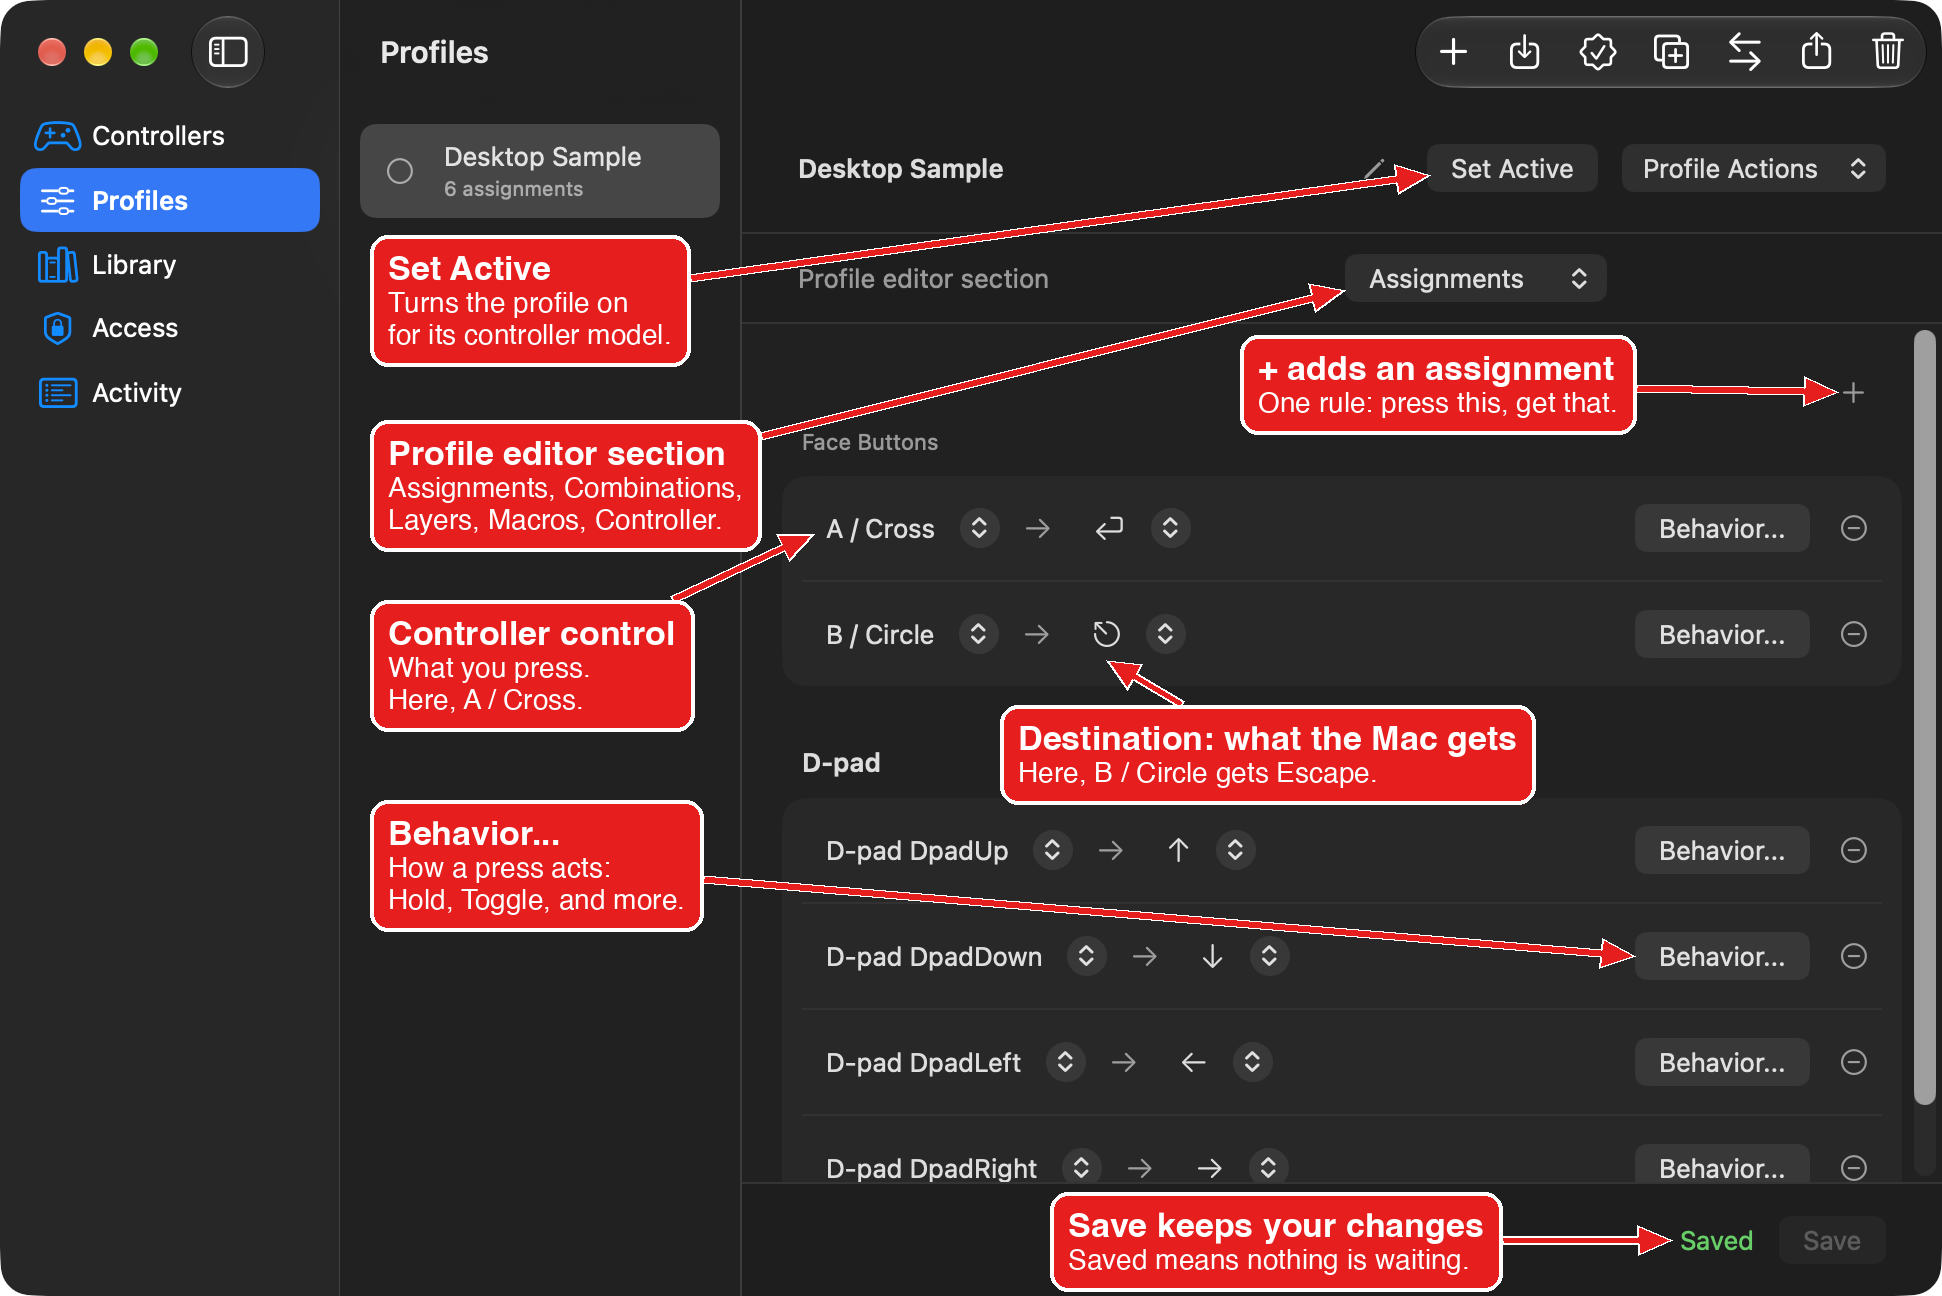 Profiles
Controllers
Profiles
Library
Access
Activity
Desktop Sample
6 assignments
Desktop Sample
Set Active
Profile Actions
Set Active
Turns the profile on
for its controller model.
Profile editor section
Assignments
Profile editor section
Assignments, Combinations,
Layers, Macros, Controller.
+ adds an assignment
One rule: press this, get that.
Face Buttons
A / Cross
Behavior...
Controller control
What you press.
Here, A / Cross.
B / Circle
Behavior...
Destination: what the Mac gets
Here, B / Circle gets Escape.
D-pad
Behavior...
How a press acts:
Hold, Toggle, and more.
D-pad DpadUp
Behavior...
D-pad DpadDown
Behavior...
D-pad DpadLeft
Behavior...
D-pad DpadRight
Behavior...
Save keeps your changes
Saved means nothing is waiting.
Saved
Save